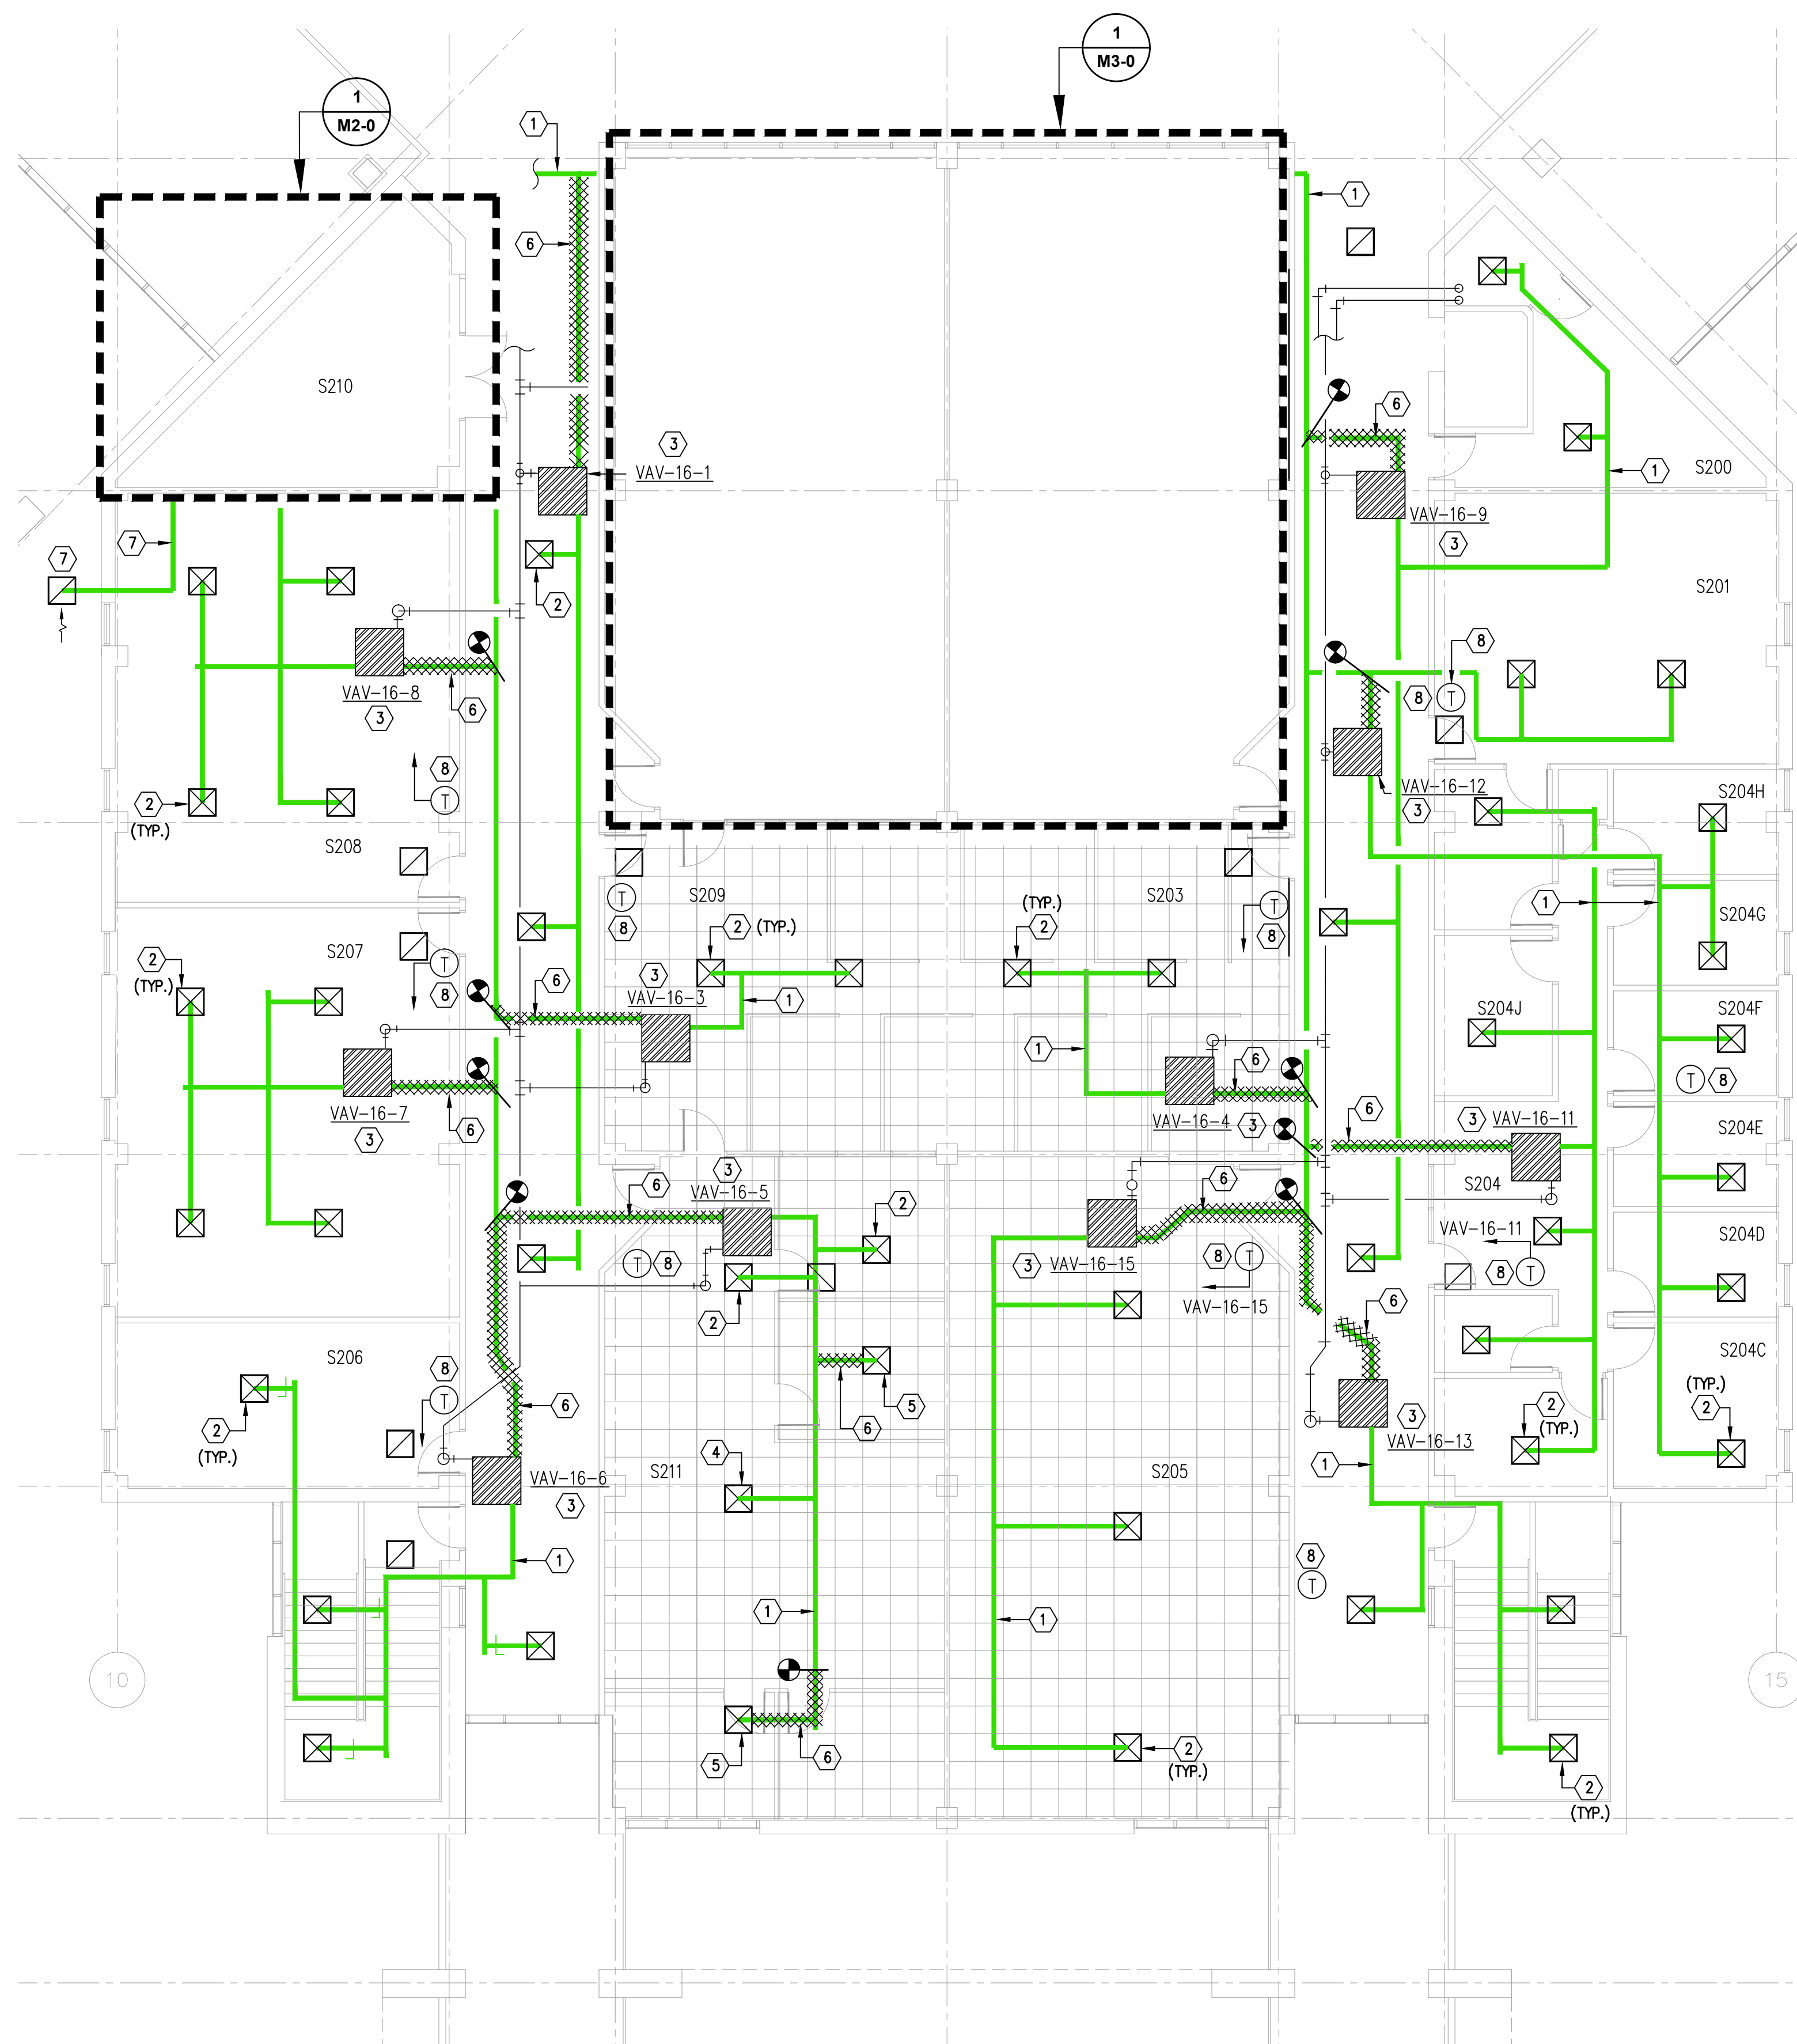 1
M3-0
1
M2-0
1
1
6
S210
6
3
VAV-16-1
S200
1
VAV-16-9
3
7
7
2
S201
8
VAV-16-8
3
6
8
VAV-16-12
3
8
T
T
S204H
2
(TYP.)
S208
T
8
S209
2 (TYP.)
(TYP.)
2
S203
T
8
1
S204G
S207
2
(TYP.)
T
8
6
3
VAV-16-3
1
S204J
S204F
1
6
T 8
VAV-16-7
3
6
VAV-16-4 3
6
3 VAV-16-11
S204E
3
VAV-16-5
6
6
S204
2
VAV-16-11
S204D
T 8
3 VAV-16-15
8 T
VAV-16-15
8 T
2
6
S206
8
T
S204C
2
(TYP.)
6
6
5
3
VAV-16-13
2
(TYP.)
(TYP.)
2
4
S211
S205
1
VAV-16-6
3
1
8
T
1
1
10
15
5
6
2
(TYP.)
2
(TYP.)